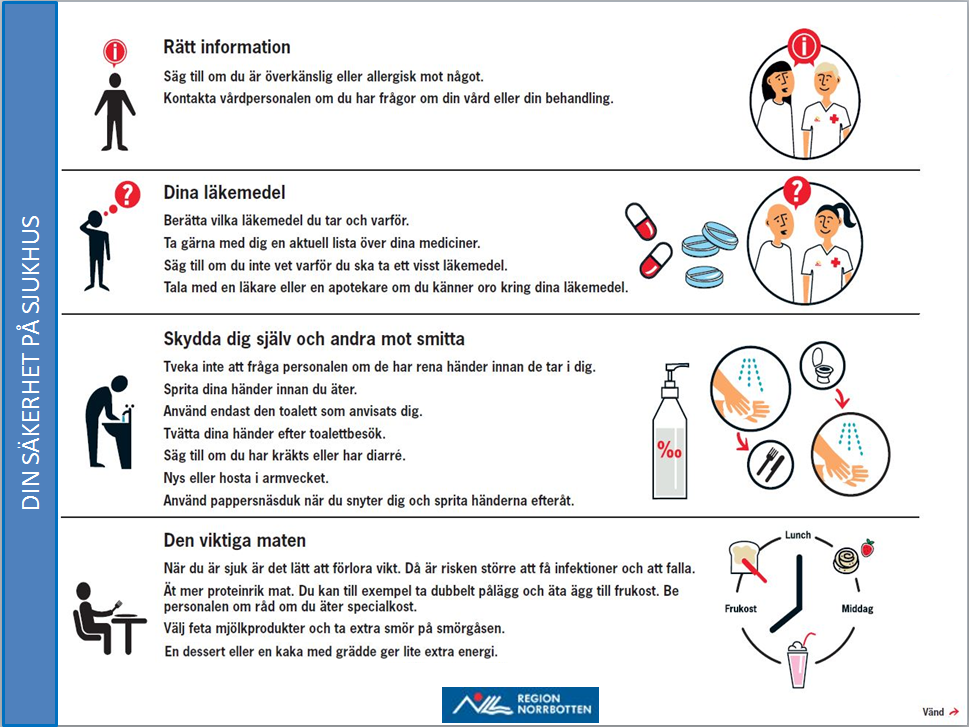 DIN SÄKERHET PÅ SJUKHUS
Rätt information
Säg till om du är överkänslig eller allergisk mot något.
Kontakta vårdpersonalen om du har frågor om din vård eller din behandling.
i
i
Dina läkemedel
Berätta vilka läkemedel du tar och varför.
Ta gärna med dig en aktuell lista över dina mediciner.
Säg till om du inte vet varför du ska ta ett visst läkemedel.
Tala med en läkare eller en apotekare om du känner oro kring dina läkemedel.
?
?
Skydda dig själv och andra mot smitta
Tveka inte att fråga personalen om de har rena händer innan de tar i dig.
Sprita dina händer innan du äter.
Använd endast den toalett som anvisats dig.
Tvätta dina händer efter toalettbesök.
Säg till om du har kräkts eller har diarré.
Nys eller hosta i armvecket.
Använd pappersnäsduk när du snyter dig och sprita händerna efteråt.
‰
Den viktiga maten
När du är sjuk är det lätt att förlora vikt. Då är risken större att få infektioner och att falla.
Ät mer proteinrik mat. Du kan till exempel ta dubbelt pålägg och äta ägg till frukost. Be
personalen om råd om du äter specialkost.
Välj feta mjölkprodukter och ta extra smör på smörgåsen.
En dessert eller en kaka med grädde ger lite extra energi.
Lunch
Frukost
Middag
REGION
NORRBOTTEN
Vänd